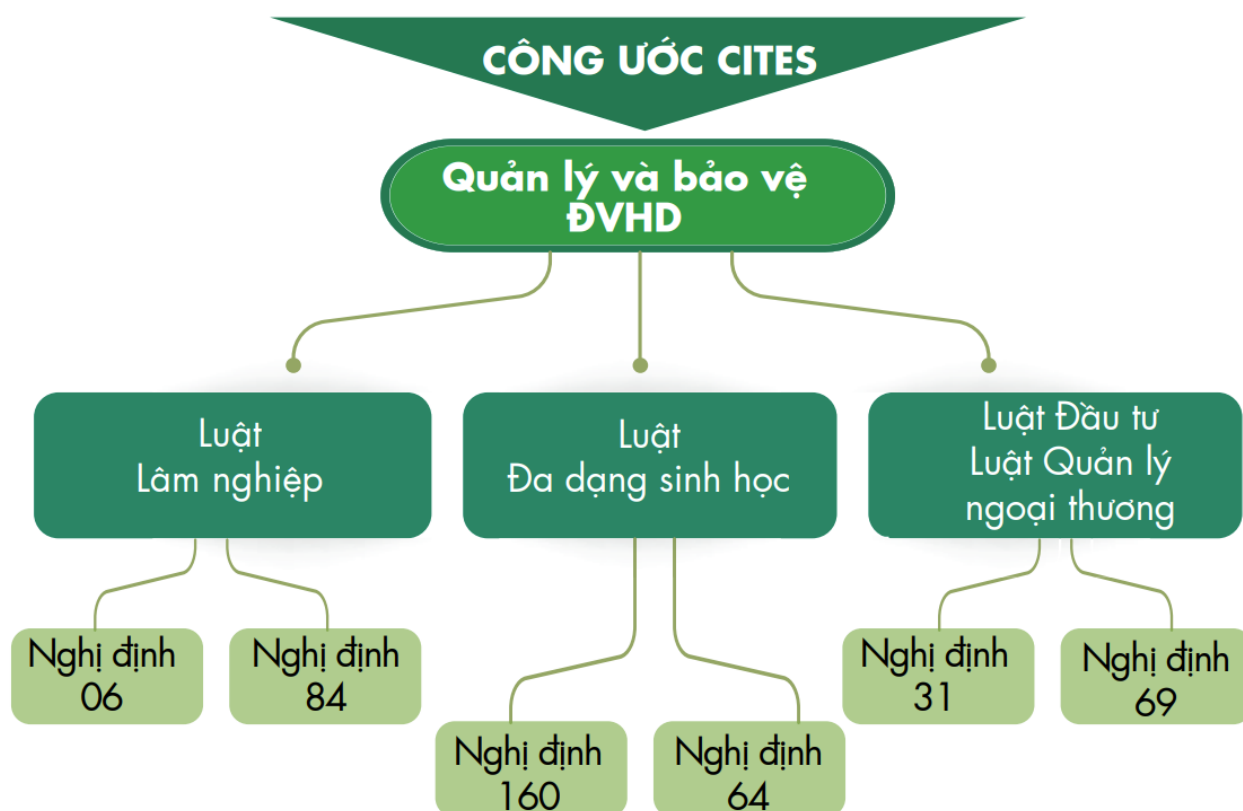 CÔNG ƯỚC CITES
Quản lý và bảo vệ
ĐVHD
Luật
Lâm nghiệp
Luật
Đa dạng sinh học
Luật Đầu tư
Luật Quản lý
ngoại thương
Nghị định
06
Nghị định
84
Nghị định
160
Nghị định
64
Nghị định
31
Nghị định
69